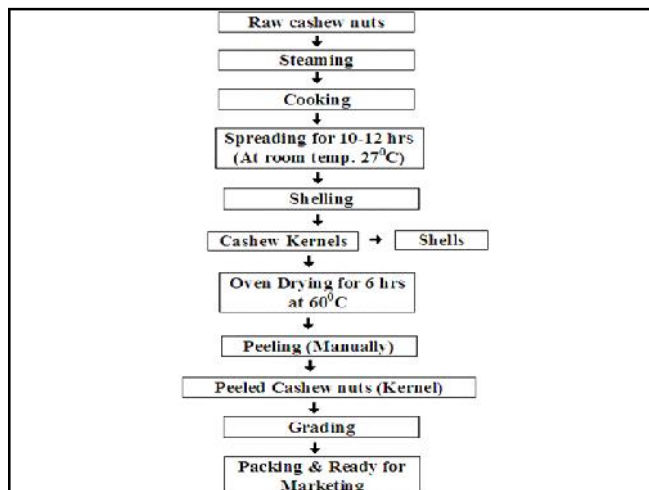 Raw cashew nuts
Steaming
Cooking
Spreading for 10-12 hrs
(At room temp. 27⁰C)
Shelling
Cashew Kernels → Shells
Oven Drying for 6 hrs
at 60⁰C
Peeling (Manually)
Peeled Cashew nuts (Kernel)
Grading
Packing & Ready for
Marketing